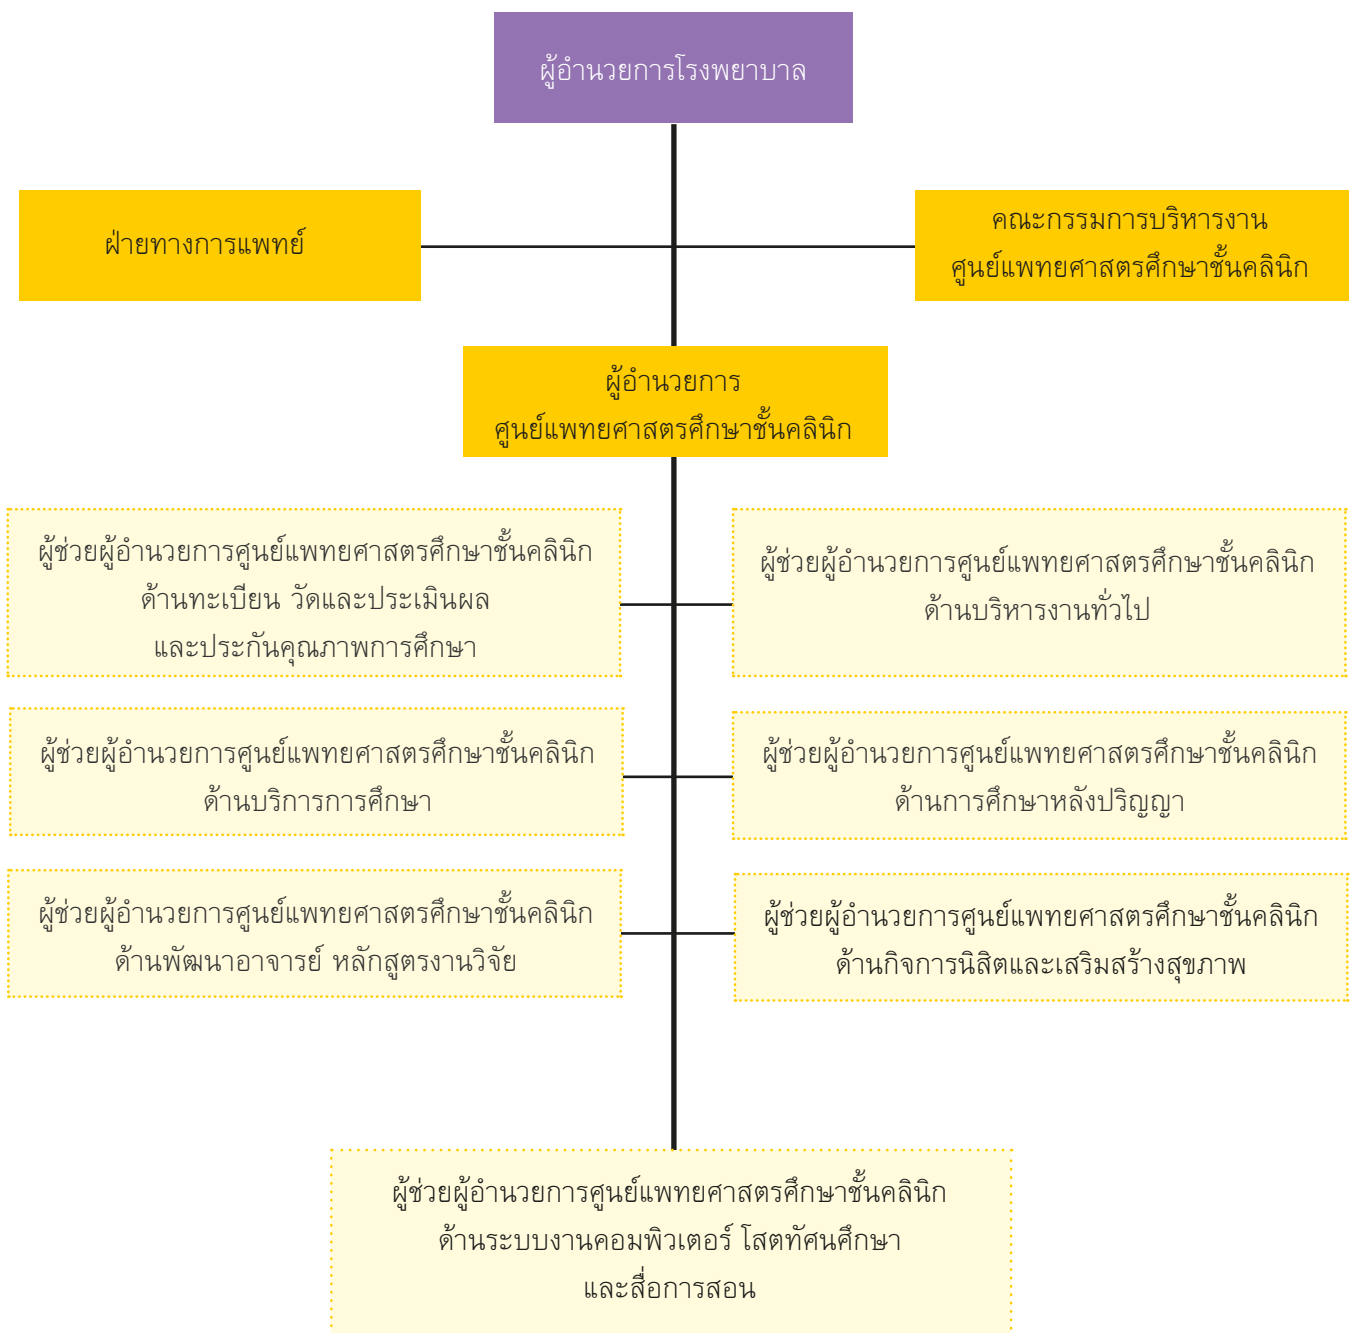 ผู้อำนวยการโรงพยาบาล
ฝ่ายทางการแพทย์
คณะกรรมการบริหารงาน
ศูนย์แพทยศาสตรศึกษาชั้นคลินิก
ผู้อำนวยการ
ศูนย์แพทยศาสตรศึกษาชั้นคลินิก
ผู้ช่วยผู้อำนวยการศูนย์แพทยศาสตรศึกษาชั้นคลินิก
ด้านทะเบียน วัดและประเมินผล
และประกันคุณภาพการศึกษา
ผู้ช่วยผู้อำนวยการศูนย์แพทยศาสตรศึกษาชั้นคลินิก
ด้านบริหารงานทั่วไป
ผู้ช่วยผู้อำนวยการศูนย์แพทยศาสตรศึกษาชั้นคลินิก
ด้านบริการการศึกษา
ผู้ช่วยผู้อำนวยการศูนย์แพทยศาสตรศึกษาชั้นคลินิก
ด้านการศึกษาหลังปริญญา
ผู้ช่วยผู้อำนวยการศูนย์แพทยศาสตรศึกษาชั้นคลินิก
ด้านพัฒนาอาจารย์ หลักสูตรงานวิจัย
ผู้ช่วยผู้อำนวยการศูนย์แพทยศาสตรศึกษาชั้นคลินิก
ด้านกิจการนิสิตและเสริมสร้างสุขภาพ
ผู้ช่วยผู้อำนวยการศูนย์แพทยศาสตรศึกษาชั้นคลินิก
ด้านระบบงานคอมพิวเตอร์ โสตทัศนศึกษา
และสื่อการสอน